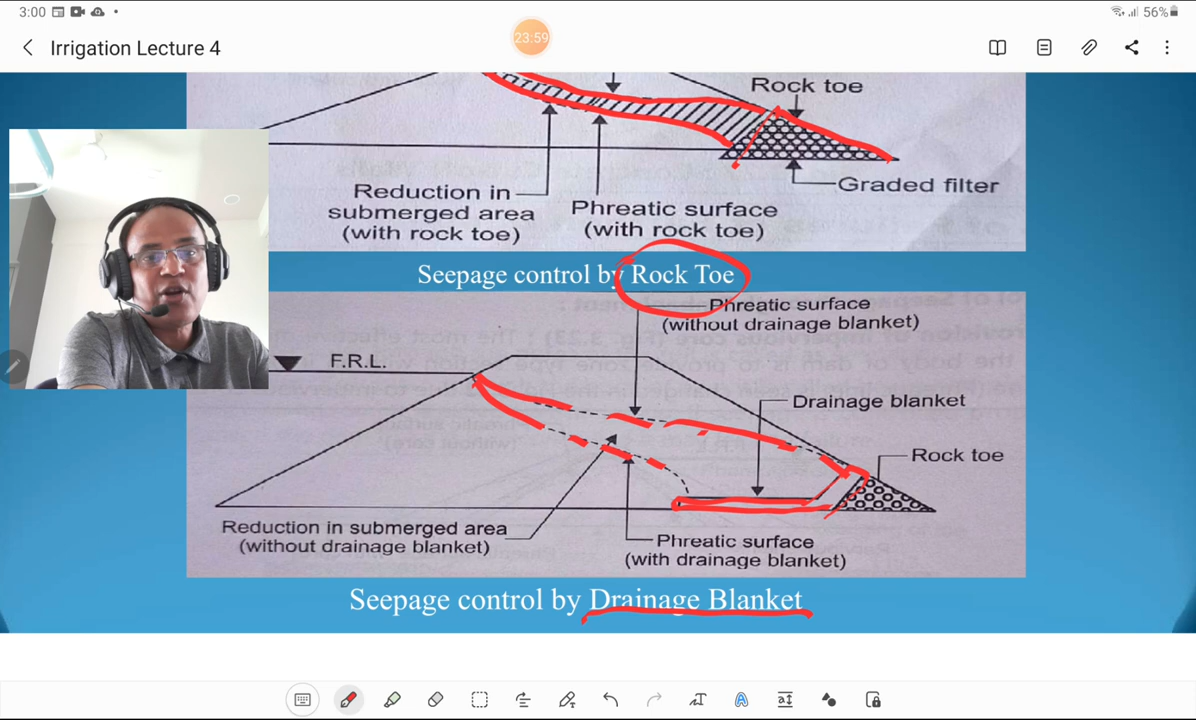 3:00
56%
23:59
Irrigation Lecture 4
Rock toe
Graded filter
Reduction in
submerged area
(with rock toe)
Phreatic surface
(with rock toe)
Seepage control by Rock Toe
Phreatic surface
(without drainage blanket)
F.R.L.
Drainage blanket
Rock toe
Reduction in submerged area
(without drainage blanket)
Phreatic surface
(with drainage blanket)
Seepage control by Drainage Blanket